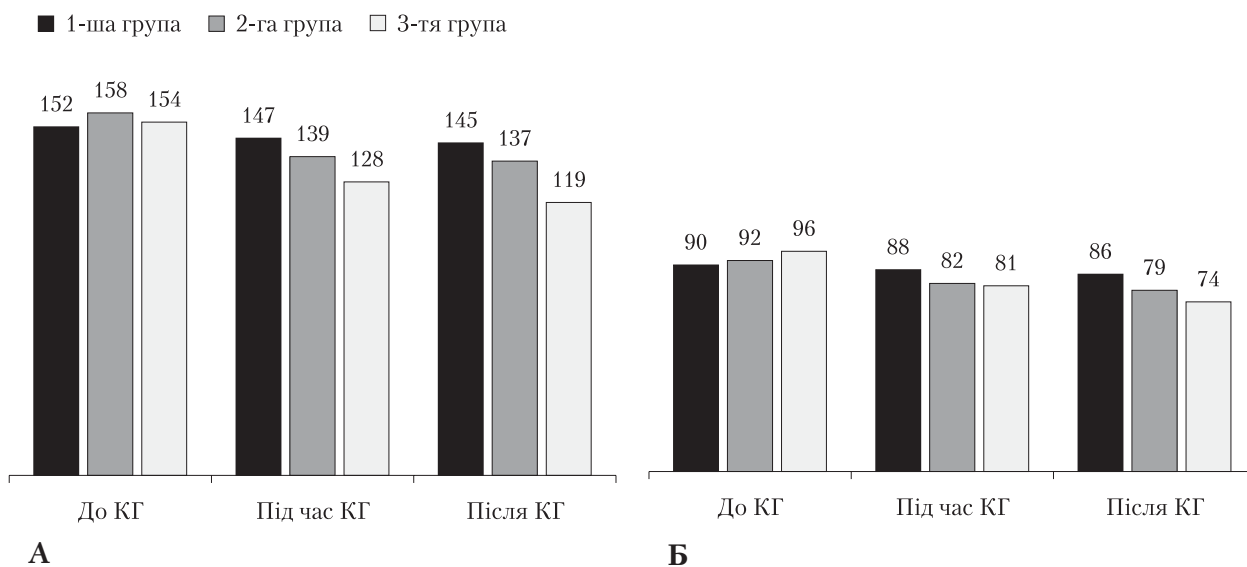 1-ша група 2-га група 3-тя група
152 158 154 147 139 128 145 137 119
До КГ Під час КГ Після КГ
А
90 92 96 88 82 81 86 79 74
До КГ Під час КГ Після КГ
Б